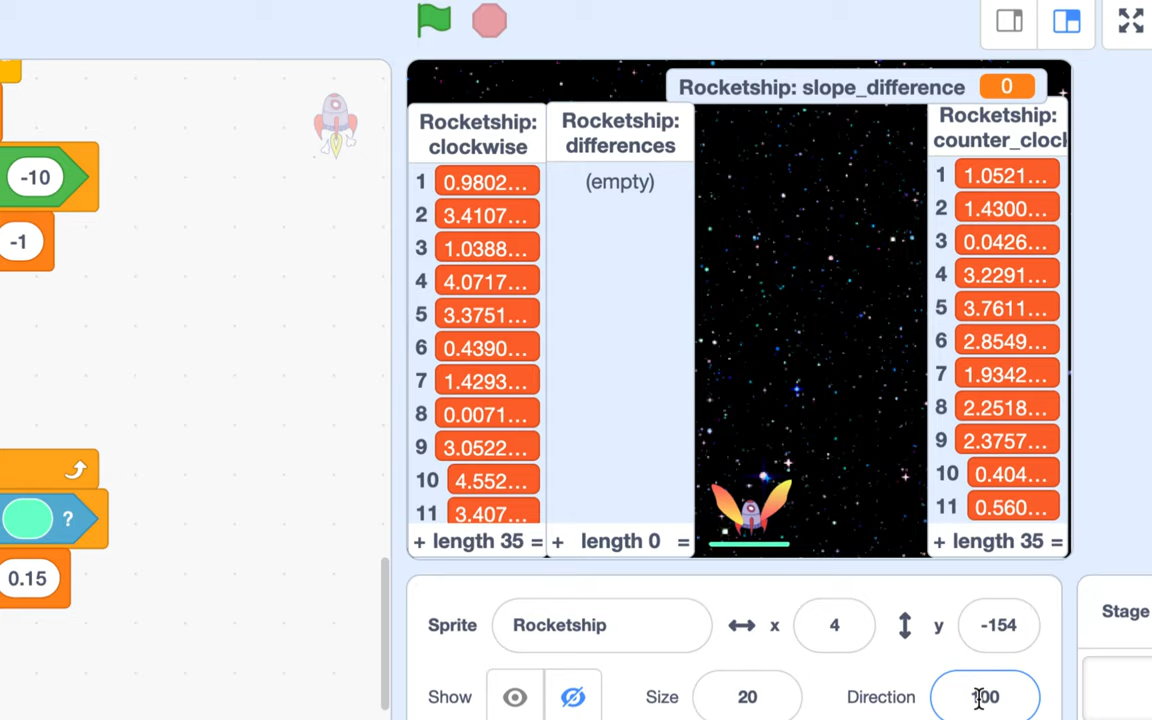 Rocketship: slope_difference 0
-10
-1
?
0.15
Rocketship:
clockwise
1 0.9802...
2 3.4107...
3 1.0388...
4 4.0717...
5 3.3751...
6 0.4390...
7 1.4293...
8 0.0071...
9 3.0522...
10 4.552...
11 3.407...
+ length 35 =
Rocketship:
differences
(empty)
+ length 0 =
Rocketship:
counter_clock
1 1.0521...
2 1.4300...
3 0.0426...
4 3.2291...
5 3.7611...
6 2.8549...
7 1.9342...
8 2.2518...
9 2.3757...
10 0.404...
11 0.560...
+ length 35 =
Sprite Rocketship x 4 y -154
Show Size 20 Direction 100
Stage